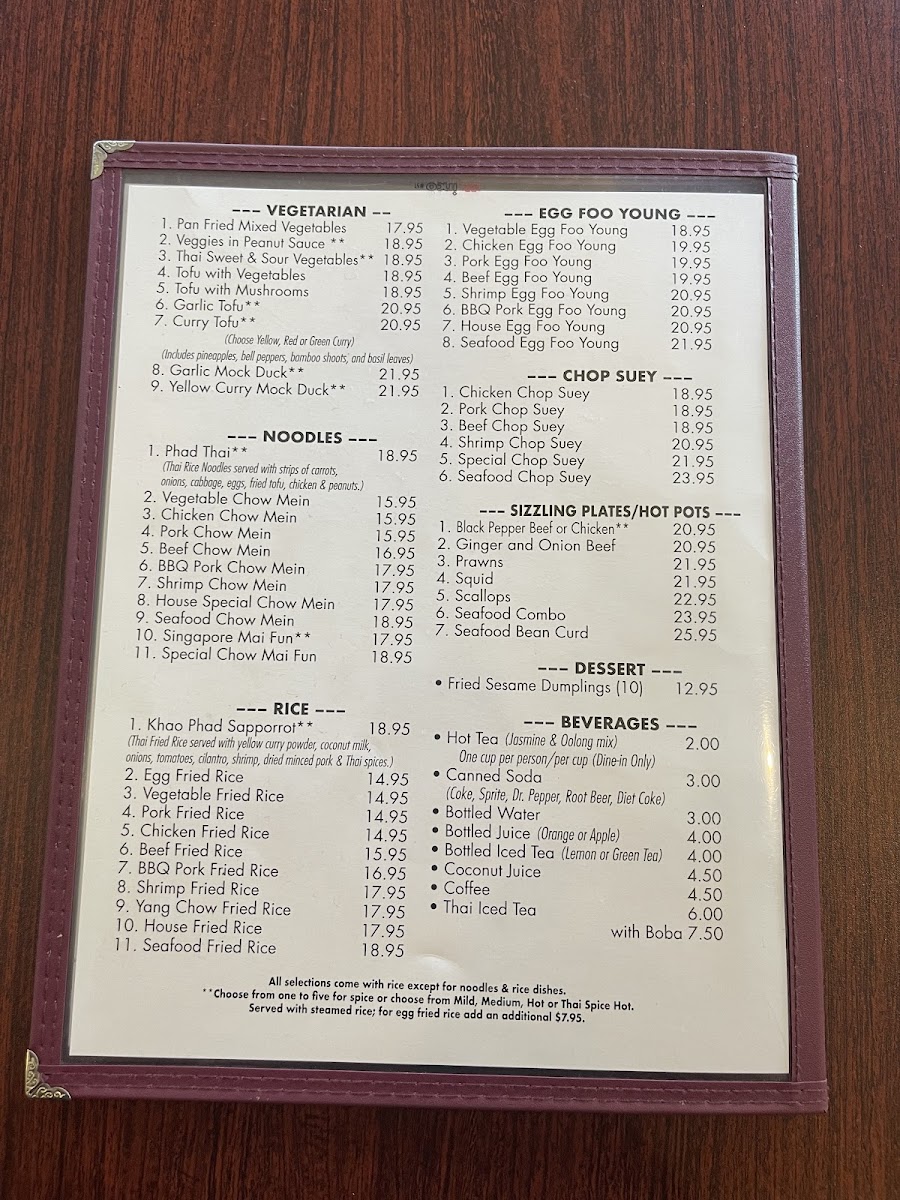 --- VEGETARIAN --
1. Pan Fried Mixed Vegetables 17.95
2. Veggies in Peanut Sauce ** 18.95
3. Thai Sweet & Sour Vegetables** 18.95
4. Tofu with Vegetables 18.95
5. Tofu with Mushrooms 18.95
6. Garlic Tofu** 20.95
7. Curry Tofu** 20.95
(Choose Yellow, Red or Green Curry)
(Includes pineapples, bell peppers, bamboo shoots, and basil leaves)
8. Garlic Mock Duck** 21.95
9. Yellow Curry Mock Duck** 21.95
--- NOODLES ---
1. Phad Thai** 18.95
(Thai Rice Noodles served with strips of carrots,
onions, cabbage, eggs, fried tofu, chicken & peanuts.)
2. Vegetable Chow Mein 15.95
3. Chicken Chow Mein 15.95
4. Pork Chow Mein 15.95
5. Beef Chow Mein 16.95
6. BBQ Pork Chow Mein 17.95
7. Shrimp Chow Mein 17.95
8. House Special Chow Mein 17.95
9. Seafood Chow Mein 18.95
10. Singapore Mai Fun** 17.95
11. Special Chow Mai Fun 18.95
--- RICE ---
1. Khao Phad Sapporrot** 18.95
(Thai Fried Rice served with yellow curry powder, coconut milk,
onions, tomatoes, cilantro, shrimp, dried minced pork & Thai spices.)
2. Egg Fried Rice 14.95
3. Vegetable Fried Rice 14.95
4. Pork Fried Rice 14.95
5. Chicken Fried Rice 14.95
6. Beef Fried Rice 15.95
7. BBQ Pork Fried Rice 16.95
8. Shrimp Fried Rice 17.95
9. Yang Chow Fried Rice 17.95
10. House Fried Rice 17.95
11. Seafood Fried Rice 18.95
--- EGG FOO YOUNG ---
1. Vegetable Egg Foo Young 18.95
2. Chicken Egg Foo Young 19.95
3. Pork Egg Foo Young 19.95
4. Beef Egg Foo Young 19.95
5. Shrimp Egg Foo Young 20.95
6. BBQ Pork Egg Foo Young 20.95
7. House Egg Foo Young 20.95
8. Seafood Egg Foo Young 21.95
--- CHOP SUEY ---
1. Chicken Chop Suey 18.95
2. Pork Chop Suey 18.95
3. Beef Chop Suey 18.95
4. Shrimp Chop Suey 20.95
5. Special Chop Suey 21.95
6. Seafood Chop Suey 23.95
--- SIZZLING PLATES/HOT POTS ---
1. Black Pepper Beef or Chicken** 20.95
2. Ginger and Onion Beef 20.95
3. Prawns 21.95
4. Squid 21.95
5. Scallops 22.95
6. Seafood Combo 23.95
7. Seafood Bean Curd 25.95
--- DESSERT ---
• Fried Sesame Dumplings (10) 12.95
--- BEVERAGES ---
• Hot Tea (Jasmine & Oolong mix) 2.00
One cup per person/per cup (Dine-in Only)
• Canned Soda 3.00
(Coke, Sprite, Dr. Pepper, Root Beer, Diet Coke)
• Bottled Water 3.00
• Bottled Juice (Orange or Apple) 4.00
• Bottled Iced Tea (Lemon or Green Tea) 4.00
• Coconut Juice 4.50
• Coffee 4.50
• Thai Iced Tea 6.00
with Boba 7.50
All selections come with rice except for noodles & rice dishes.
**Choose from one to five for spice or choose from Mild, Medium, Hot or Thai Spice Hot.
Served with steamed rice; for egg fried rice add an additional $7.95.